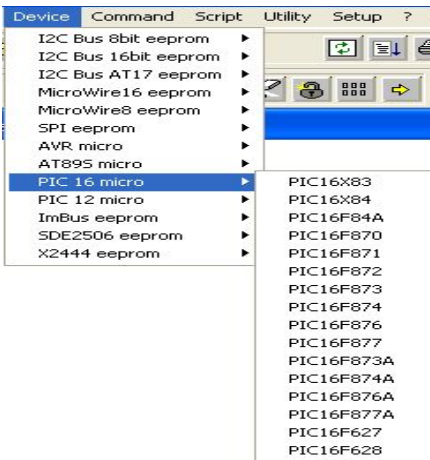 Device Command Script Utility Setup ?
I2C Bus 8bit eeprom
I2C Bus 16bit eeprom
I2C Bus AT17 eeprom
MicroWire16 eeprom
MicroWire8 eeprom
SPI eeprom
AVR micro
AT89S micro
PIC 16 micro
PIC 12 micro
ImBus eeprom
SDE2506 eeprom
X2444 eeprom
PIC16X83
PIC16X84
PIC16F84A
PIC16F870
PIC16F871
PIC16F872
PIC16F873
PIC16F874
PIC16F876
PIC16F877
PIC16F873A
PIC16F874A
PIC16F876A
PIC16F877A
PIC16F627
PIC16F628